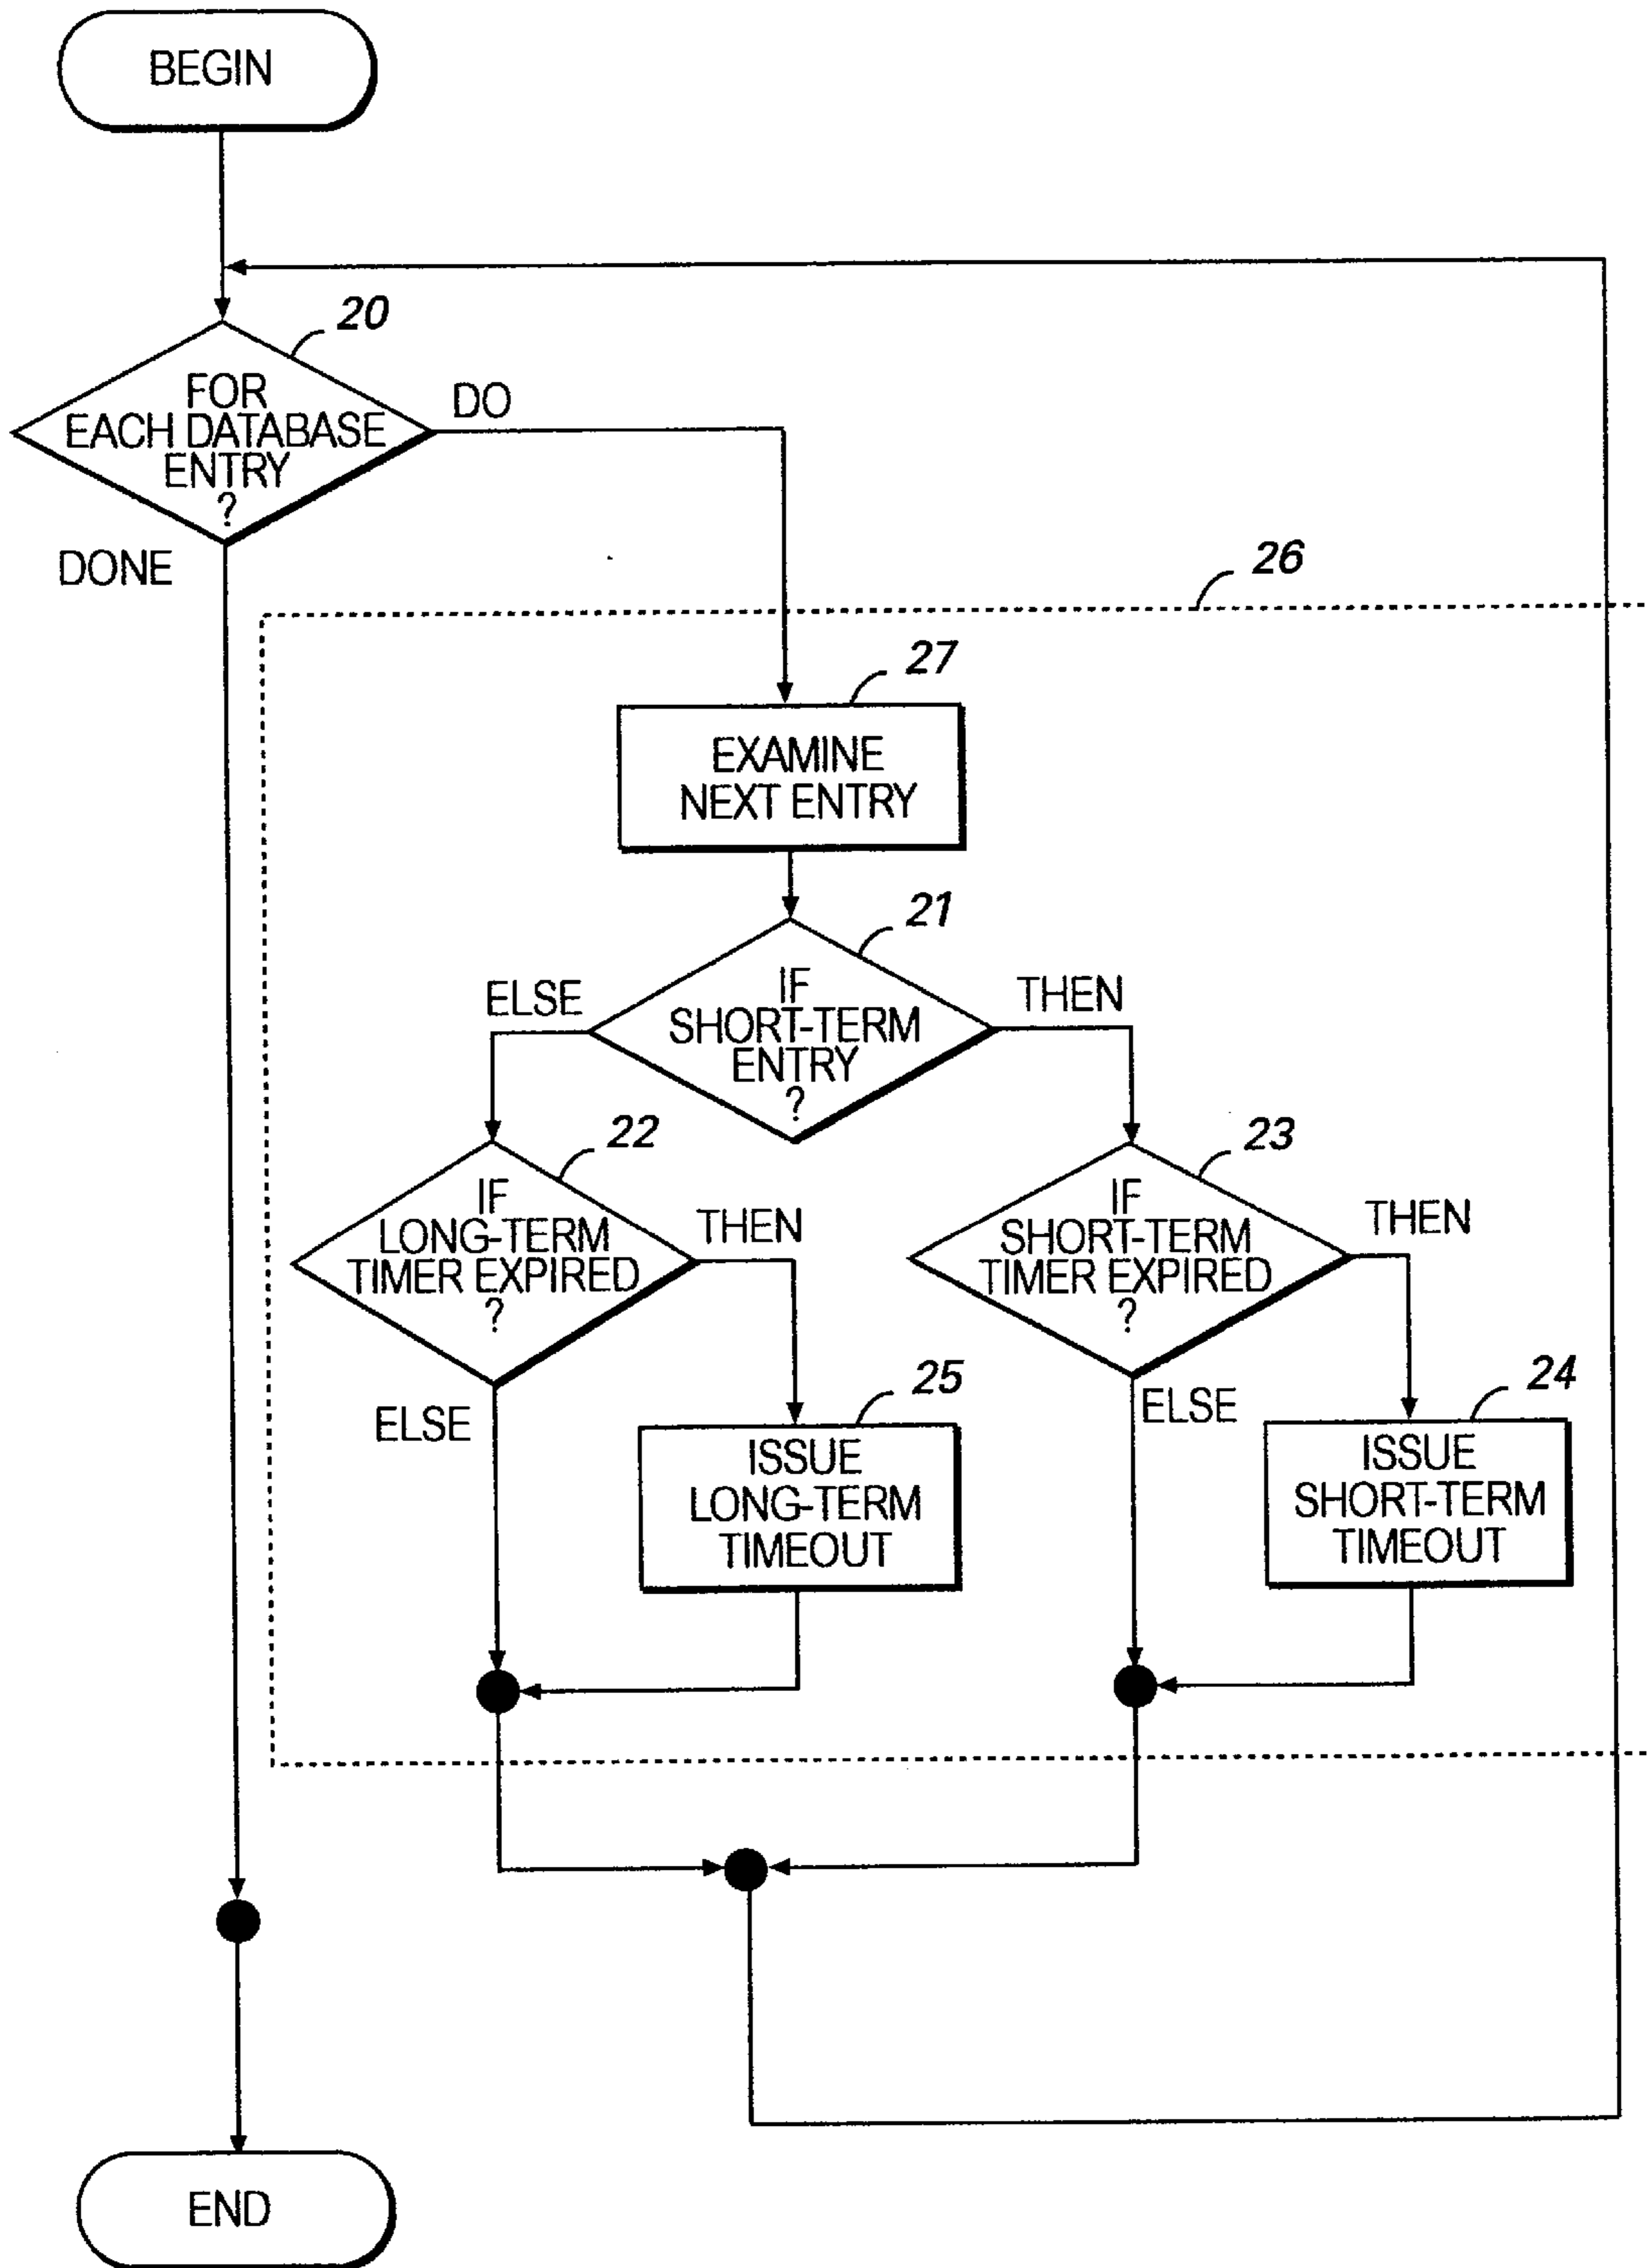 BEGIN
20
FOR
EACH DATABASE
ENTRY
?
DO
DONE
26
27
EXAMINE
NEXT ENTRY
21
IF
SHORT-TERM
ENTRY
?
ELSE
THEN
22
IF
LONG-TERM
TIMER EXPIRED
?
THEN
ELSE
23
IF
SHORT-TERM
TIMER EXPIRED
?
THEN
ELSE
25
ISSUE
LONG-TERM
TIMEOUT
24
ISSUE
SHORT-TERM
TIMEOUT
END